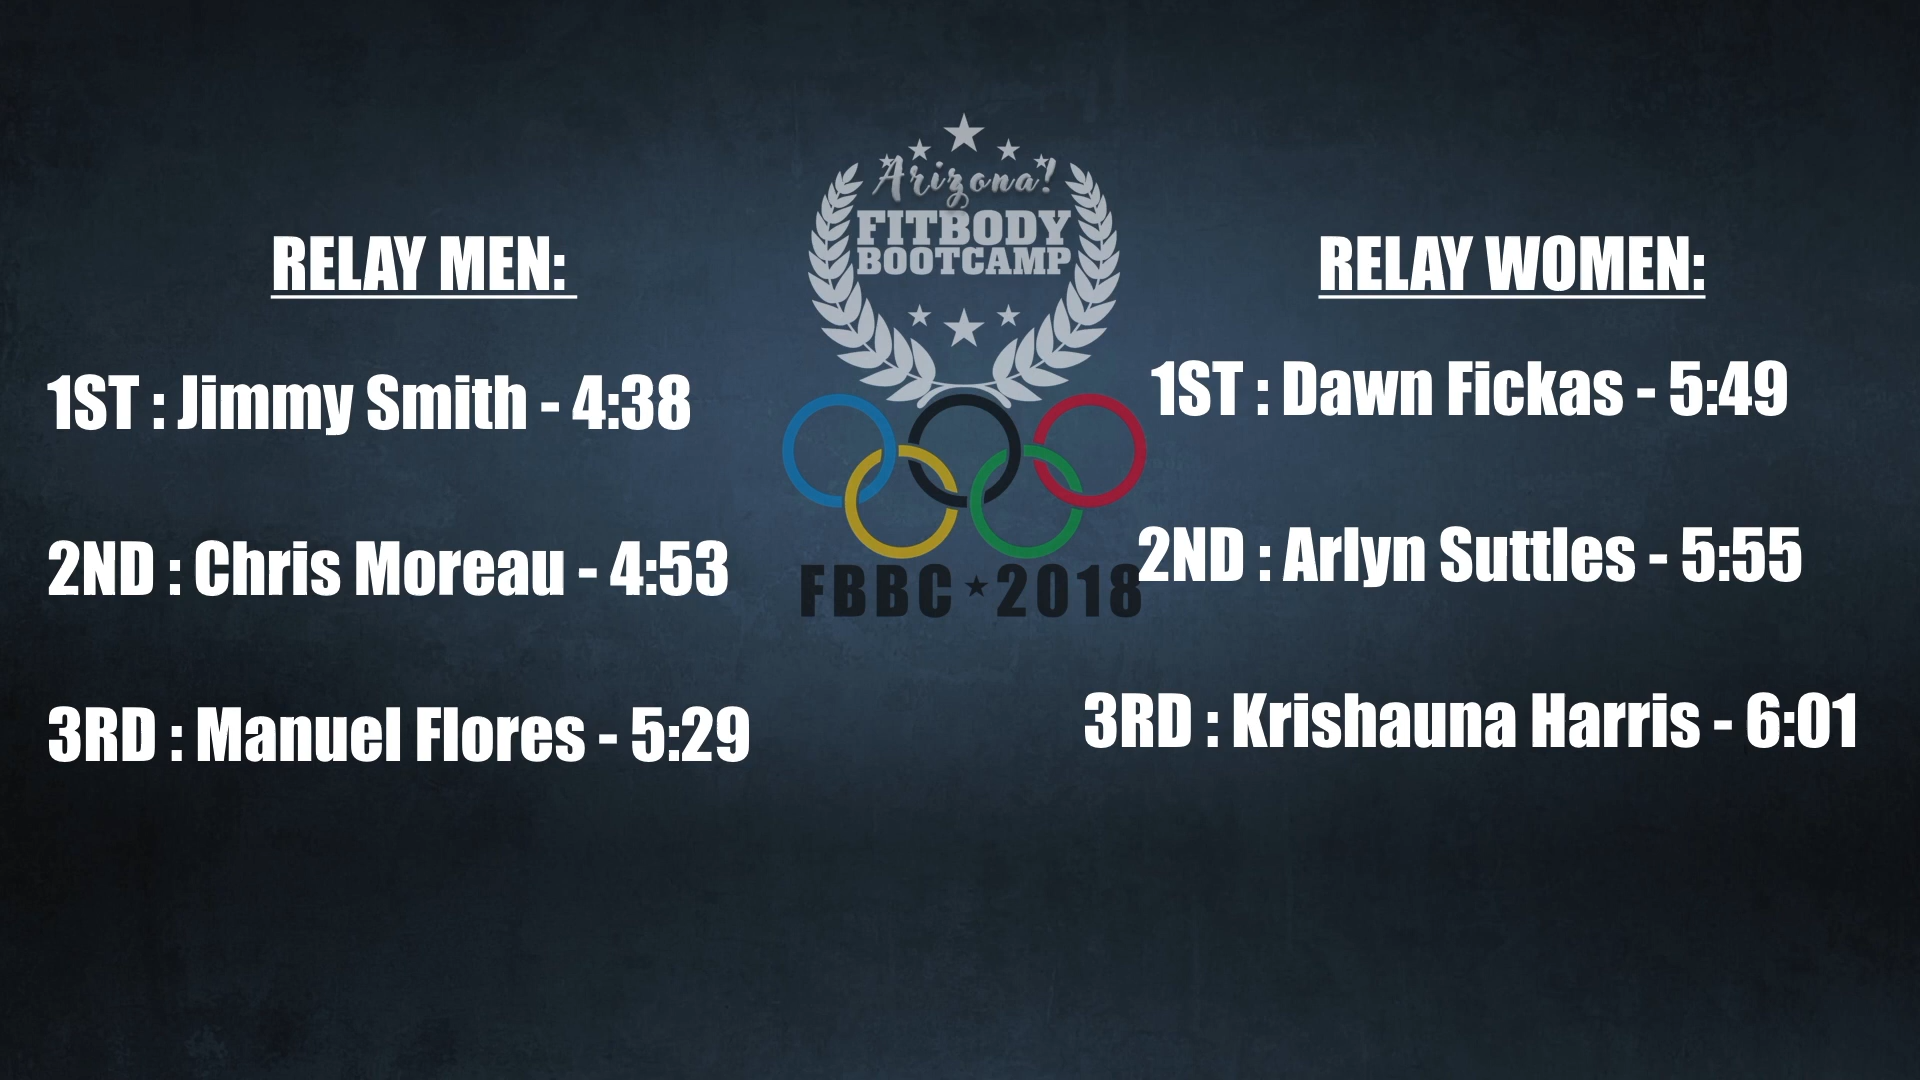 Arizona!
FITBODY
BOOTCAMP
RELAY MEN:
1ST : Jimmy Smith - 4:38
2ND : Chris Moreau - 4:53
3RD : Manuel Flores - 5:29
FBBC ★ 2018
RELAY WOMEN:
1ST : Dawn Fickas - 5:49
2ND : Arlyn Suttles - 5:55
3RD : Krishauna Harris - 6:01